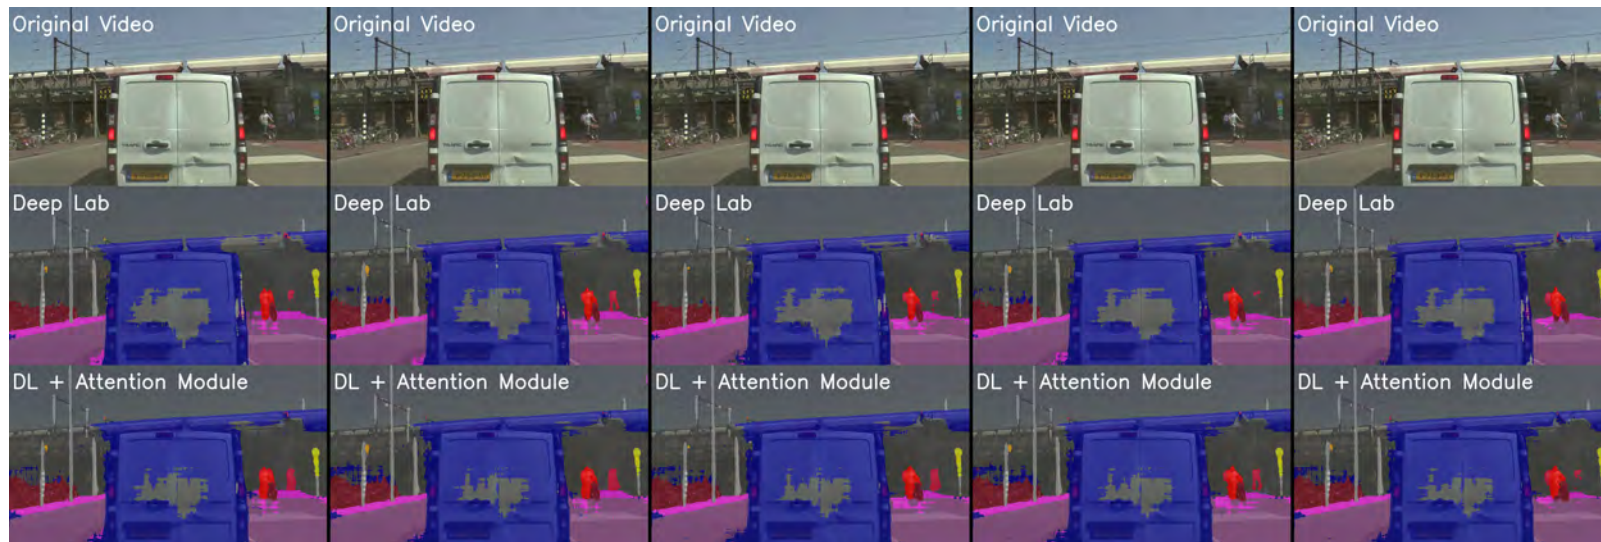 Original Video Original Video Original Video Original Video Original Video
Deep Lab Deep Lab Deep Lab Deep Lab Deep Lab
DL + Attention Module DL + Attention Module DL + Attention Module DL + Attention Module DL + Attention Module